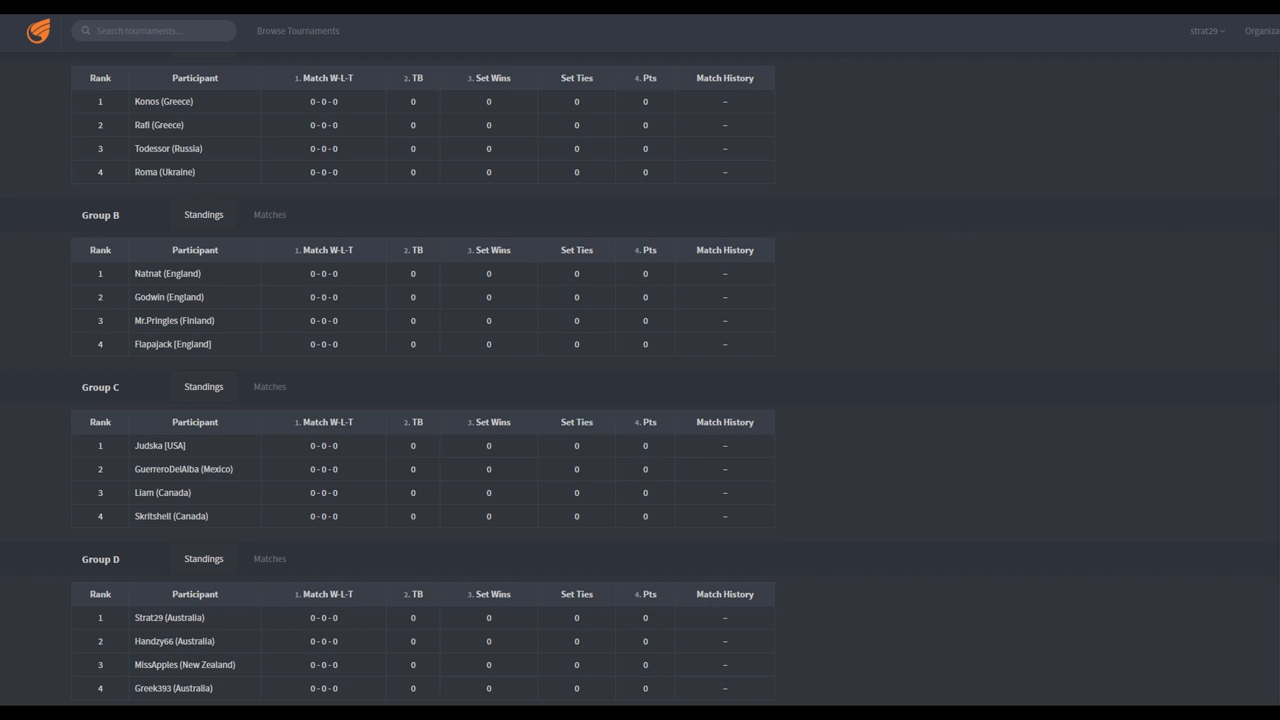 Search tournaments... Browse Tournaments strat29 Organiza
Rank Participant 1. Match W-L-T 2. TB 3. Set Wins Set Ties 4. Pts Match History
1 Konos (Greece) 0 - 0 - 0 0 0 0 0 –
2 Rafi (Greece) 0 - 0 - 0 0 0 0 0 –
3 Todessor (Russia) 0 - 0 - 0 0 0 0 0 –
4 Roma (Ukraine) 0 - 0 - 0 0 0 0 0 –
Group B Standings Matches
Rank Participant 1. Match W-L-T 2. TB 3. Set Wins Set Ties 4. Pts Match History
1 Natnat (England) 0 - 0 - 0 0 0 0 0 –
2 Godwin (England) 0 - 0 - 0 0 0 0 0 –
3 Mr.Pringles (Finland) 0 - 0 - 0 0 0 0 0 –
4 Flapajack [England] 0 - 0 - 0 0 0 0 0 –
Group C Standings Matches
Rank Participant 1. Match W-L-T 2. TB 3. Set Wins Set Ties 4. Pts Match History
1 Judska [USA] 0 - 0 - 0 0 0 0 0 –
2 GuerreroDelAlba (Mexico) 0 - 0 - 0 0 0 0 0 –
3 Liam (Canada) 0 - 0 - 0 0 0 0 0 –
4 Skritshell (Canada) 0 - 0 - 0 0 0 0 0 –
Group D Standings Matches
Rank Participant 1. Match W-L-T 2. TB 3. Set Wins Set Ties 4. Pts Match History
1 Strat29 (Australia) 0 - 0 - 0 0 0 0 0 –
2 Handzy66 (Australia) 0 - 0 - 0 0 0 0 0 –
3 MissApples (New Zealand) 0 - 0 - 0 0 0 0 0 –
4 Greek393 (Australia) 0 - 0 - 0 0 0 0 0 –